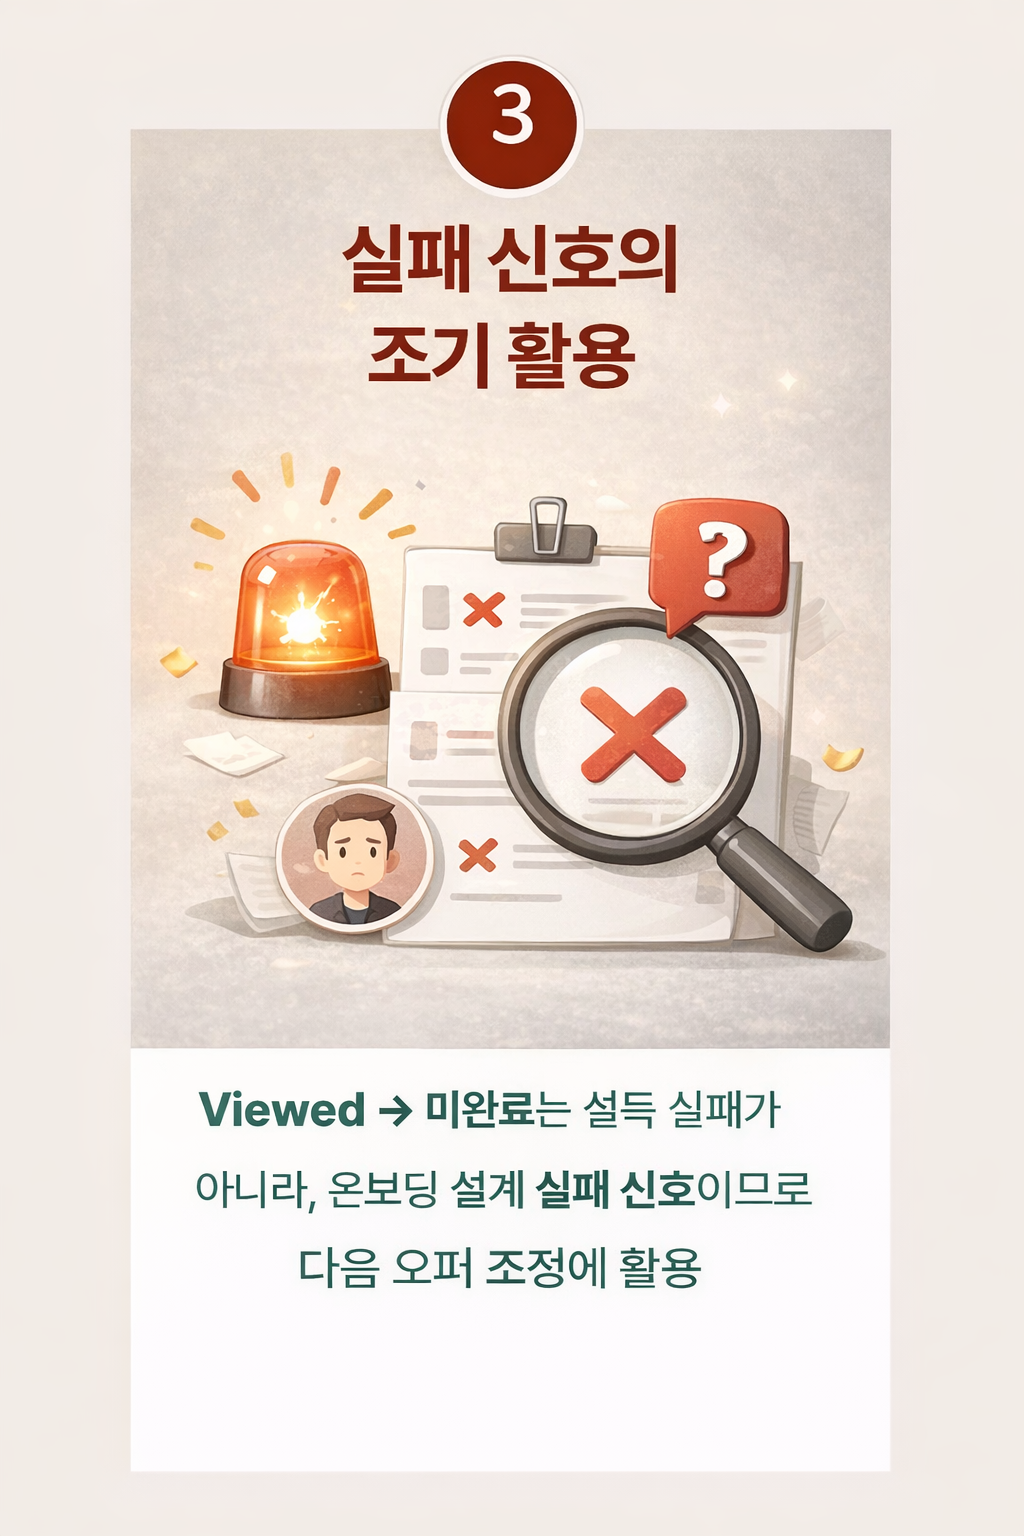 3
실패 신호의
조기 활용
?
Viewed → 미완료는 설득 실패가
아니라, 온보딩 설계 실패 신호이므로
다음 오퍼 조정에 활용